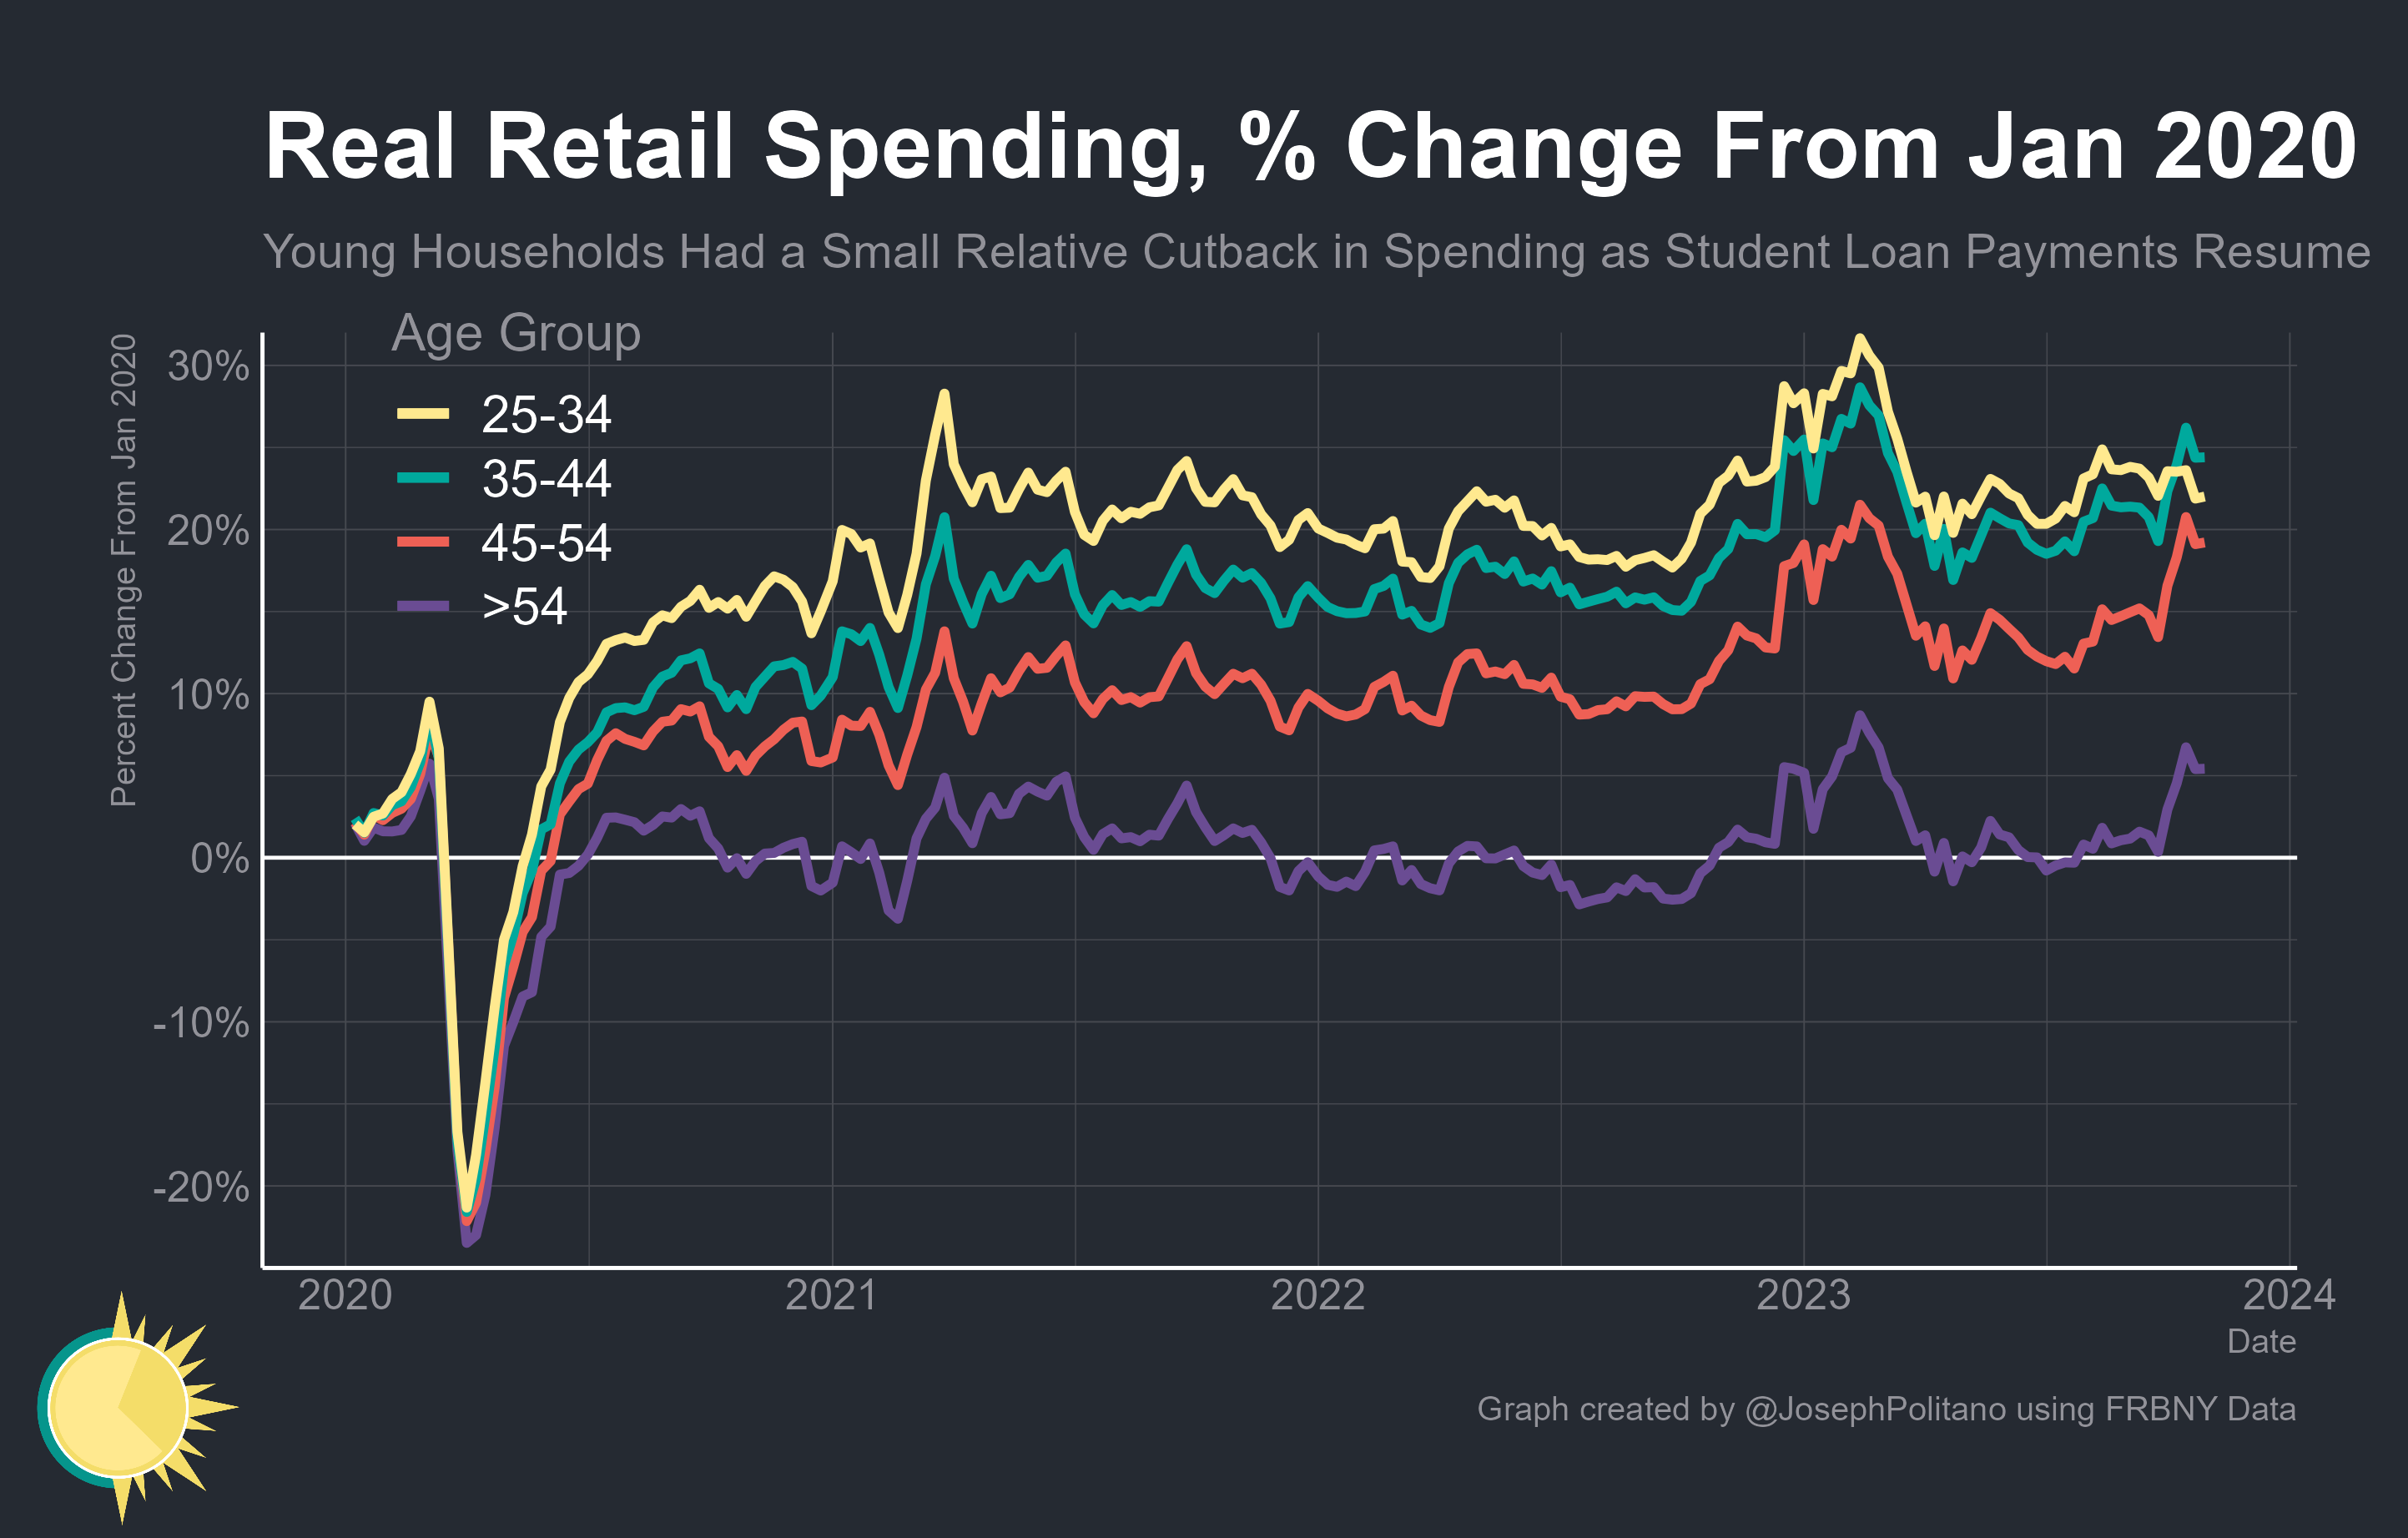 Real Retail Spending, % Change From Jan 2020
Young Households Had a Small Relative Cutback in Spending as Student Loan Payments Resume
Percent Change From Jan 2020
Age Group
25-34
35-44
45-54
>54
30%
20%
10%
0%
-10%
-20%
2020 2021 2022 2023 2024
Date
Graph created by @JosephPolitano using FRBNY Data